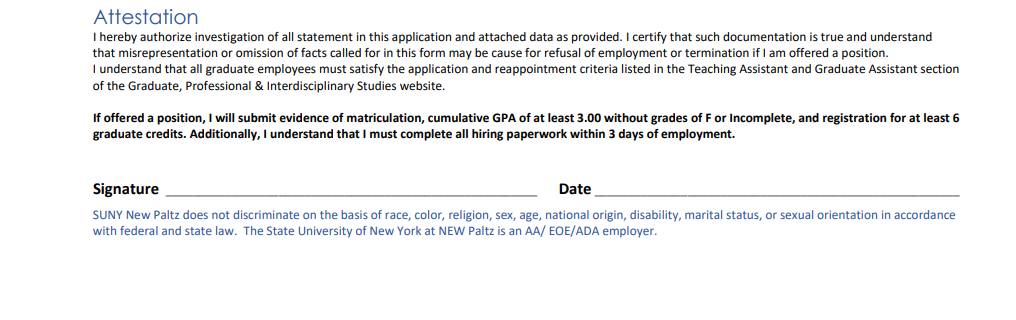 Attestation
I hereby authorize investigation of all statement in this application and attached data as provided. I certify that such documentation is true and understand
that misrepresentation or omission of facts called for in this form may be cause for refusal of employment or termination if I am offered a position.
I understand that all graduate employees must satisfy the application and reappointment criteria listed in the Teaching Assistant and Graduate Assistant section
of the Graduate, Professional & Interdisciplinary Studies website.
If offered a position, I will submit evidence of matriculation, cumulative GPA of at least 3.00 without grades of F or Incomplete, and registration for at least 6
graduate credits. Additionally, I understand that I must complete all hiring paperwork within 3 days of employment.
Signature ________________ Date ________________
SUNY New Paltz does not discriminate on the basis of race, color, religion, sex, age, national origin, disability, marital status, or sexual orientation in accordance
with federal and state law. The State University of New York at NEW Paltz is an AA/ EOE/ADA employer.